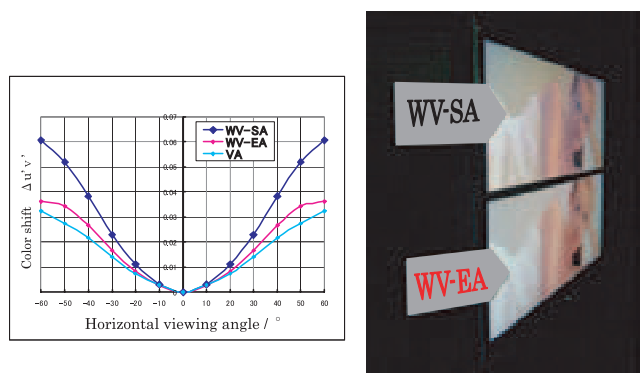 Color shift Δu'v'
0.07
0.06
0.05
0.04
0.03
0.02
0.01
0
WV-SA
WV-EA
VA
-60 -50 -40 -30 -20 -10 0 10 20 30 40 50 60
Horizontal viewing angle / °
WV-SA
WV-EA